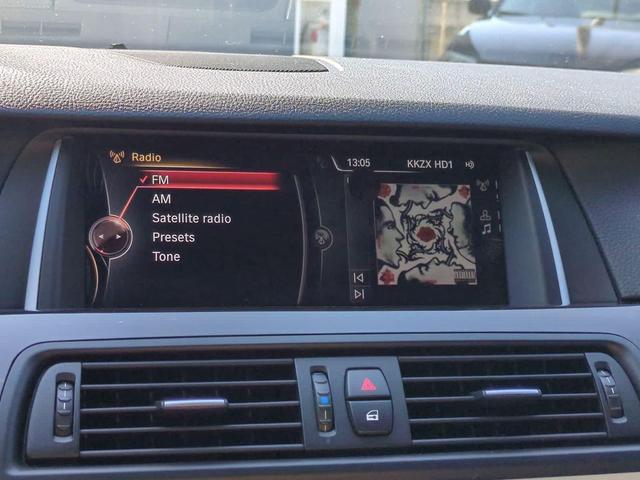 Radio
13:05 KKZX HD1
FM
AM
Satellite radio
Presets
Tone